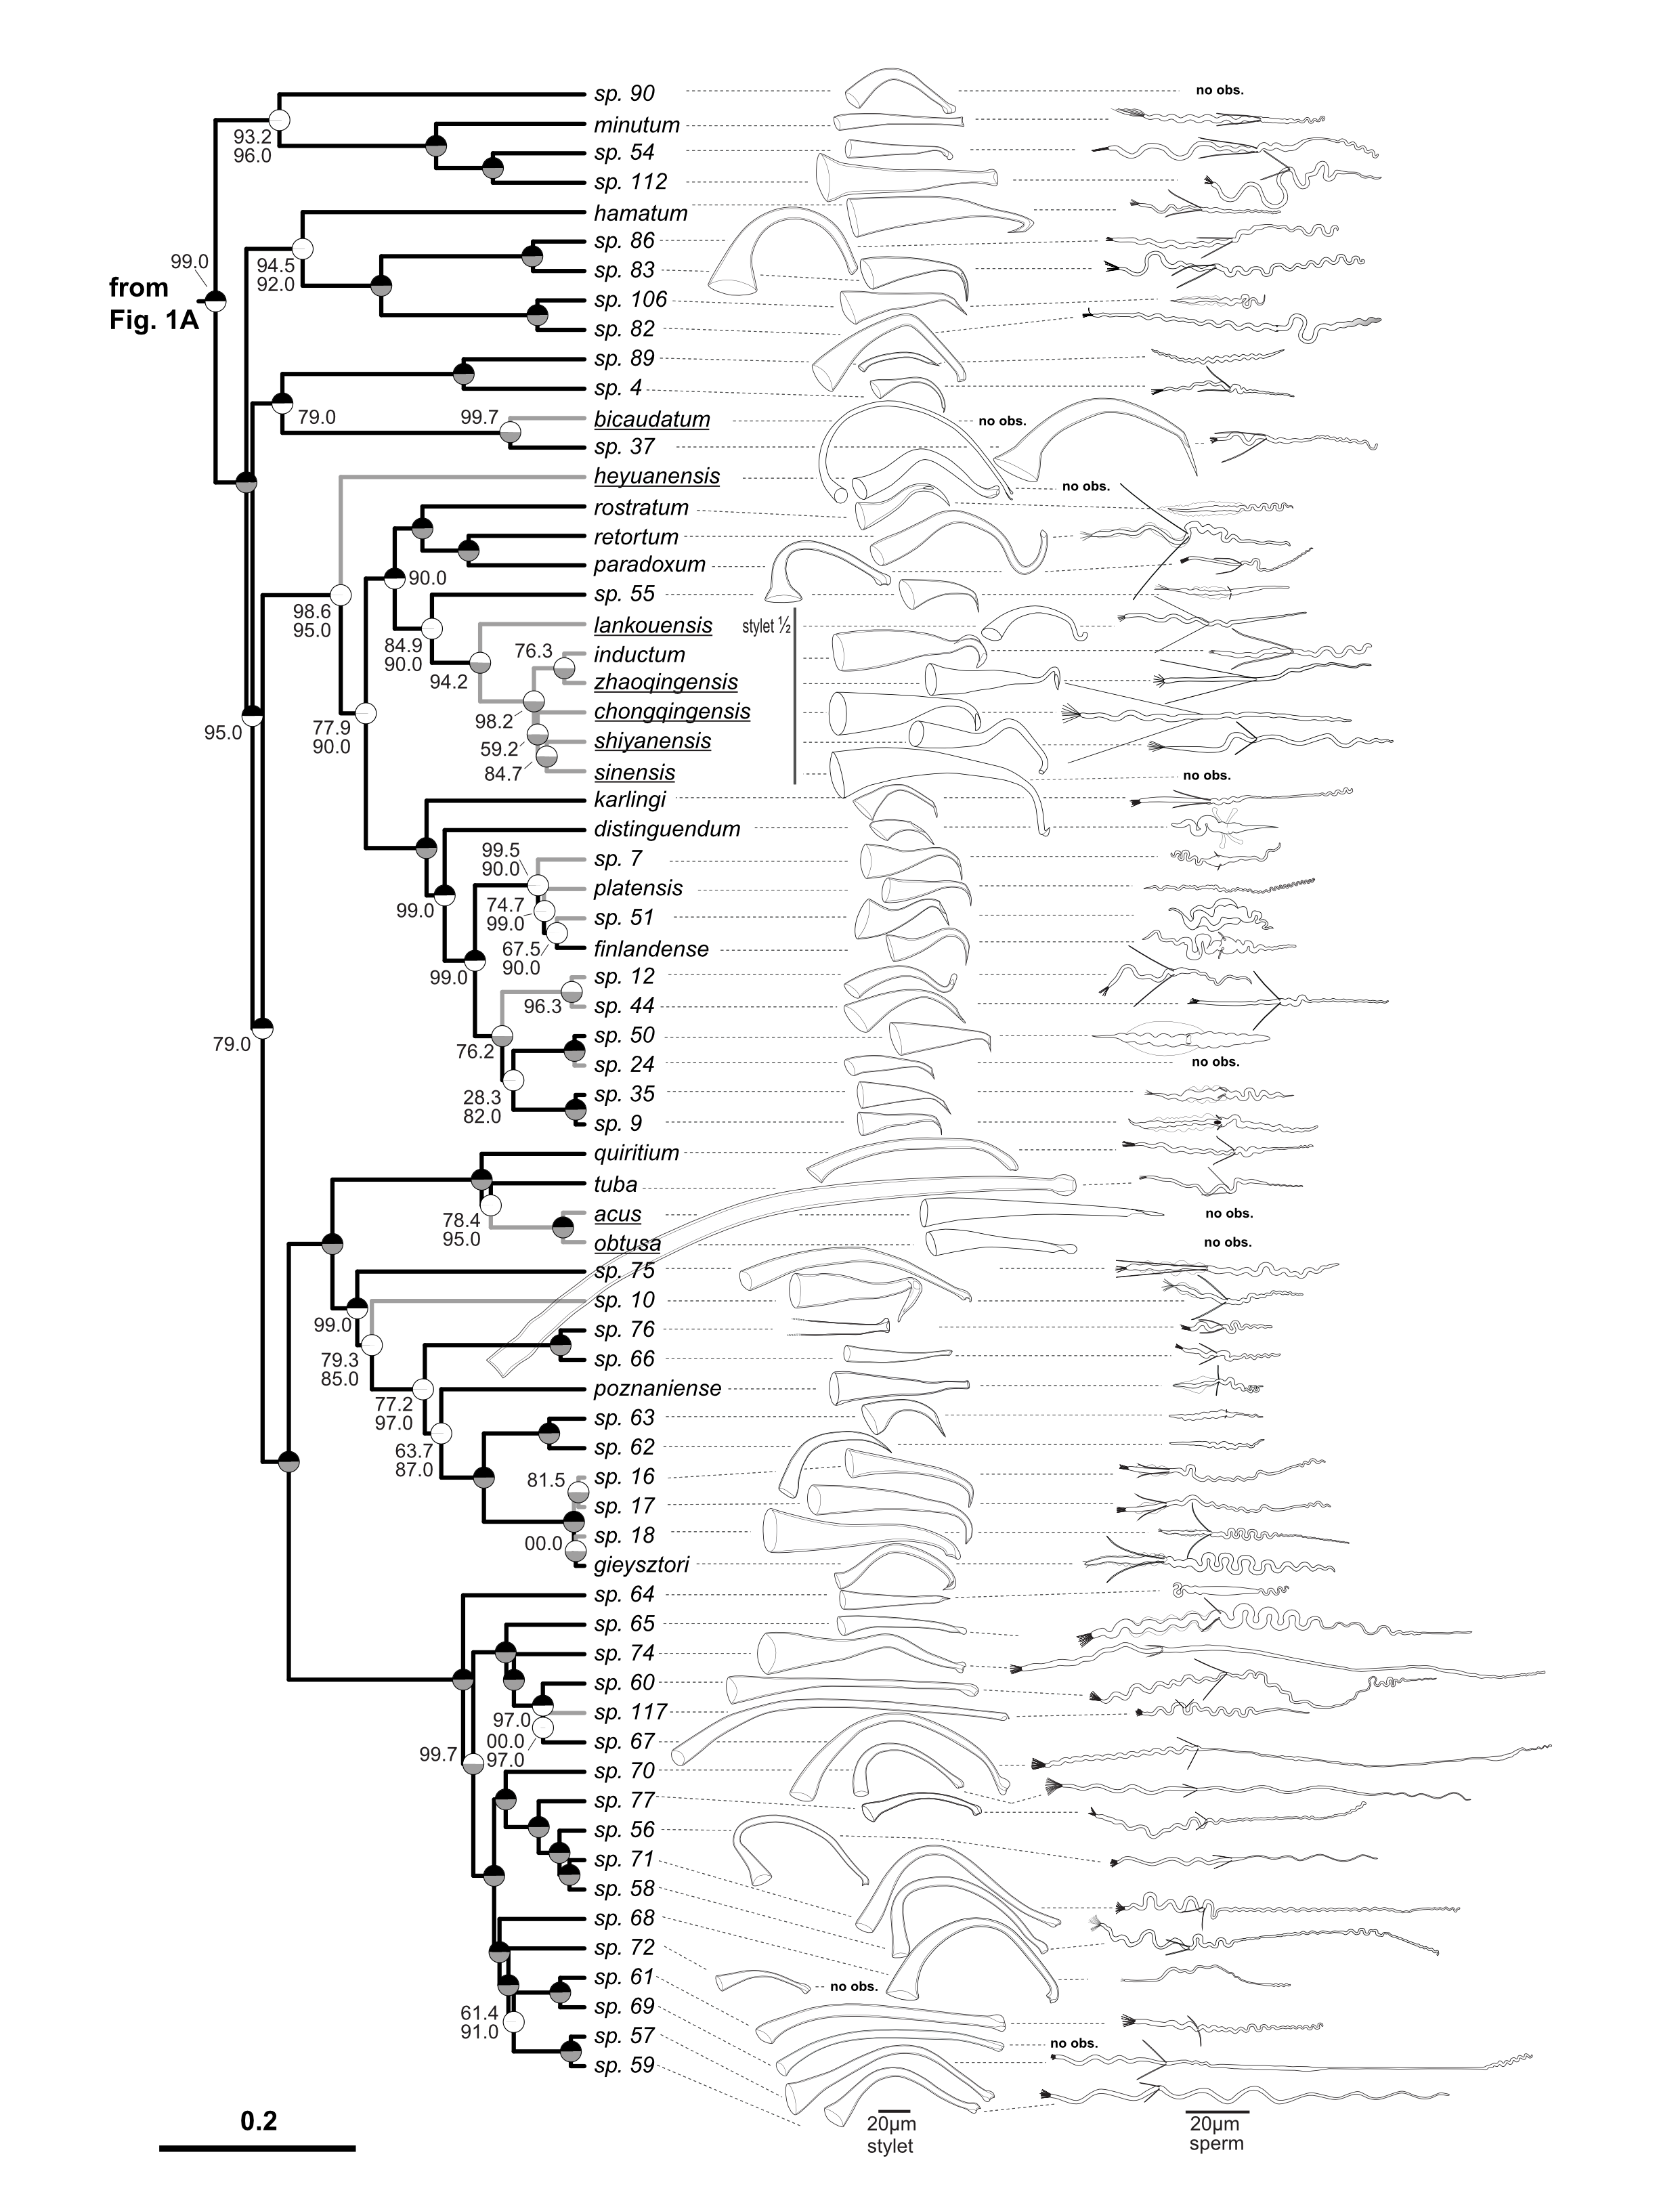 sp. 90
no obs.
minutum
93.2
96.0
sp. 54
sp. 112
hamatum
sp. 86
99.0
94.5
92.0
sp. 83
from
Fig. 1A
sp. 106
sp. 82
sp. 89
sp. 4
79.0
99.7
bicaudatum
no obs.
sp. 37
heyuanensis
no obs.
rostratum
retortum
paradoxum
90.0
sp. 55
98.6
95.0
lankouensis
stylet ½
84.9
90.0
76.3
inductum
94.2
zhaoqingensis
98.2
chongqingensis
95.0
77.9
90.0
59.2
shiyanensis
84.7
sinensis
no obs.
karlingi
distinguendum
99.5
90.0
sp. 7
platensis
99.0
74.7
99.0
sp. 51
67.5
90.0
finlandense
99.0
sp. 12
96.3
sp. 44
sp. 50
79.0
76.2
sp. 24
no obs.
28.3
82.0
sp. 35
sp. 9
quiritium
tuba
78.4
95.0
acus
no obs.
obtusa
no obs.
sp. 75
sp. 10
99.0
sp. 76
79.3
85.0
sp. 66
poznaniense
77.2
97.0
sp. 63
63.7
87.0
sp. 62
81.5
sp. 16
sp. 17
00.0
sp. 18
gieysztori
sp. 64
sp. 65
sp. 74
sp. 60
97.0
sp. 117
00.0
97.0
sp. 67
99.7
sp. 70
sp. 77
sp. 56
sp. 71
sp. 58
sp. 68
sp. 72
no obs.
sp. 61
61.4
91.0
sp. 69
sp. 57
no obs.
sp. 59
0.2
20µm
stylet
20µm
sperm